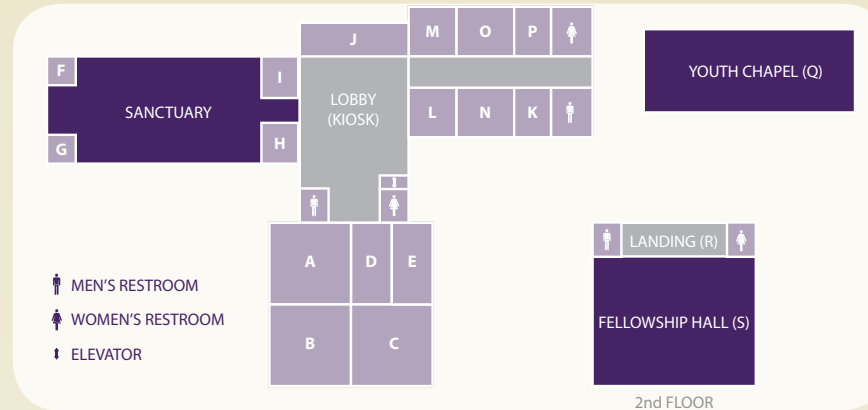 J
M
O
P
F
I
SANCTUARY
LOBBY
(KIOSK)
YOUTH CHAPEL (Q)
L
N
K
G
H
A
D
E
LANDING (R)
MEN'S RESTROOM
WOMEN'S RESTROOM
ELEVATOR
B
C
FELLOWSHIP HALL (S)
2nd FLOOR